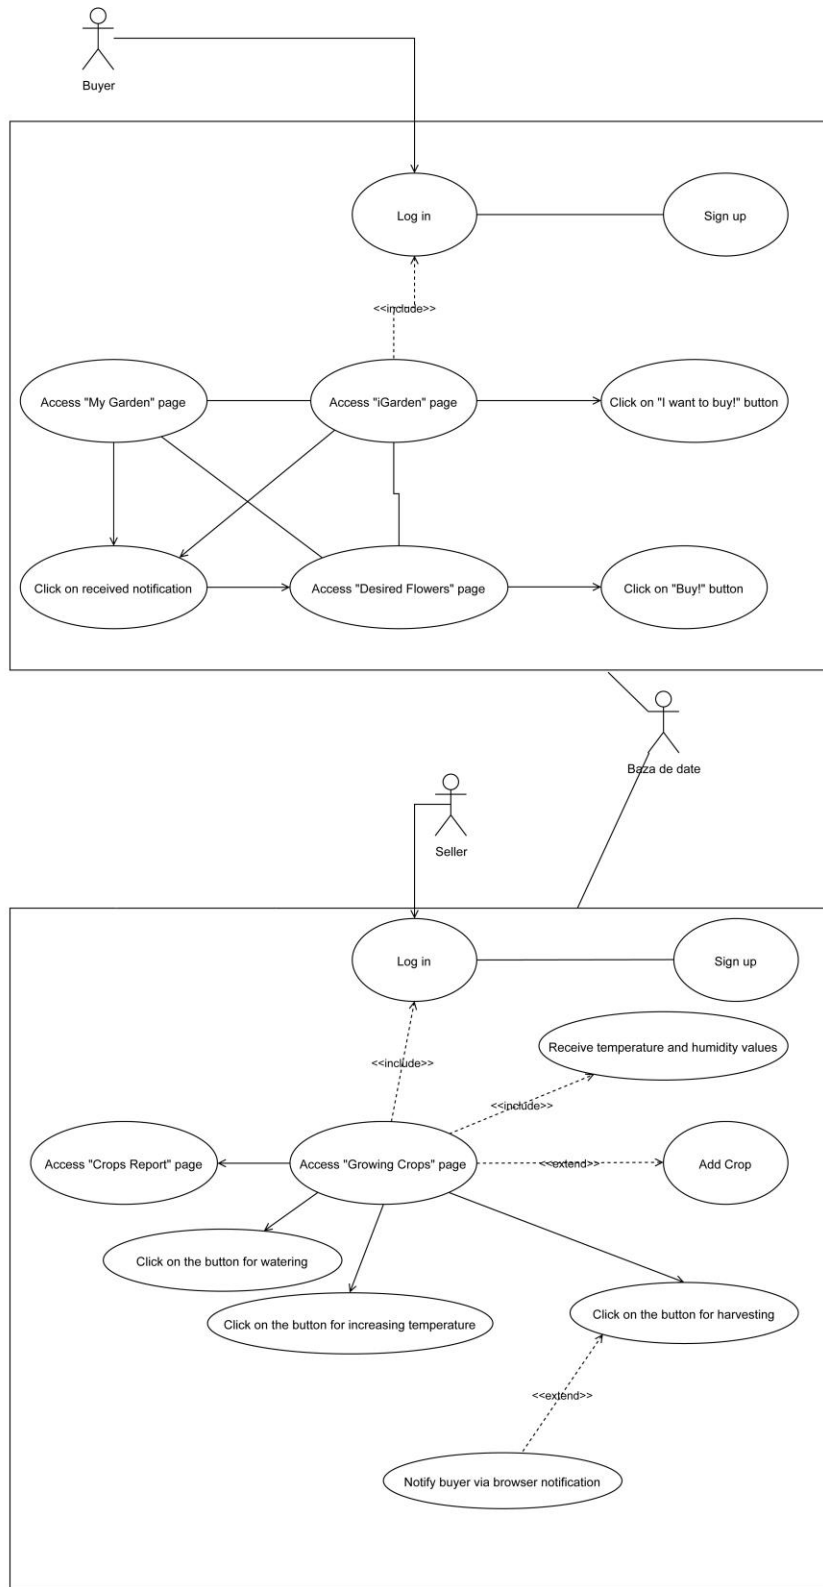 Buyer
Log in
Sign up
<<include>>
Access "My Garden" page
Access "iGarden" page
Click on "I want to buy!" button
Click on received notification
Access "Desired Flowers" page
Click on "Buy!" button
Baza de date
Seller
Log in
Sign up
Receive temperature and humidity values
<<include>>
<<include>>
Access "Crops Report" page
Access "Growing Crops" page
<<extend>>
Add Crop
Click on the button for watering
Click on the button for increasing temperature
Click on the button for harvesting
<<extend>>
Notify buyer via browser notification